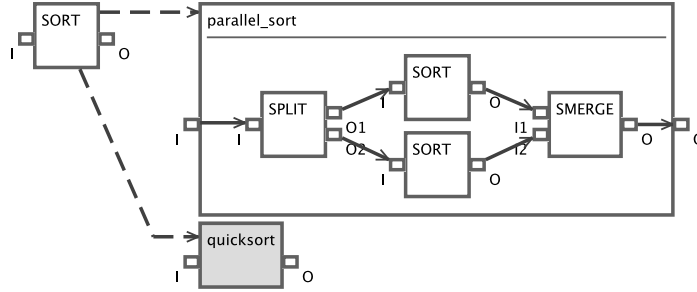 SORT
I
O
parallel_sort
I
SPLIT
I
O1
O2
SORT
I
O
SORT
I
O
I1
I2
SMERGE
O
quicksort
I
O